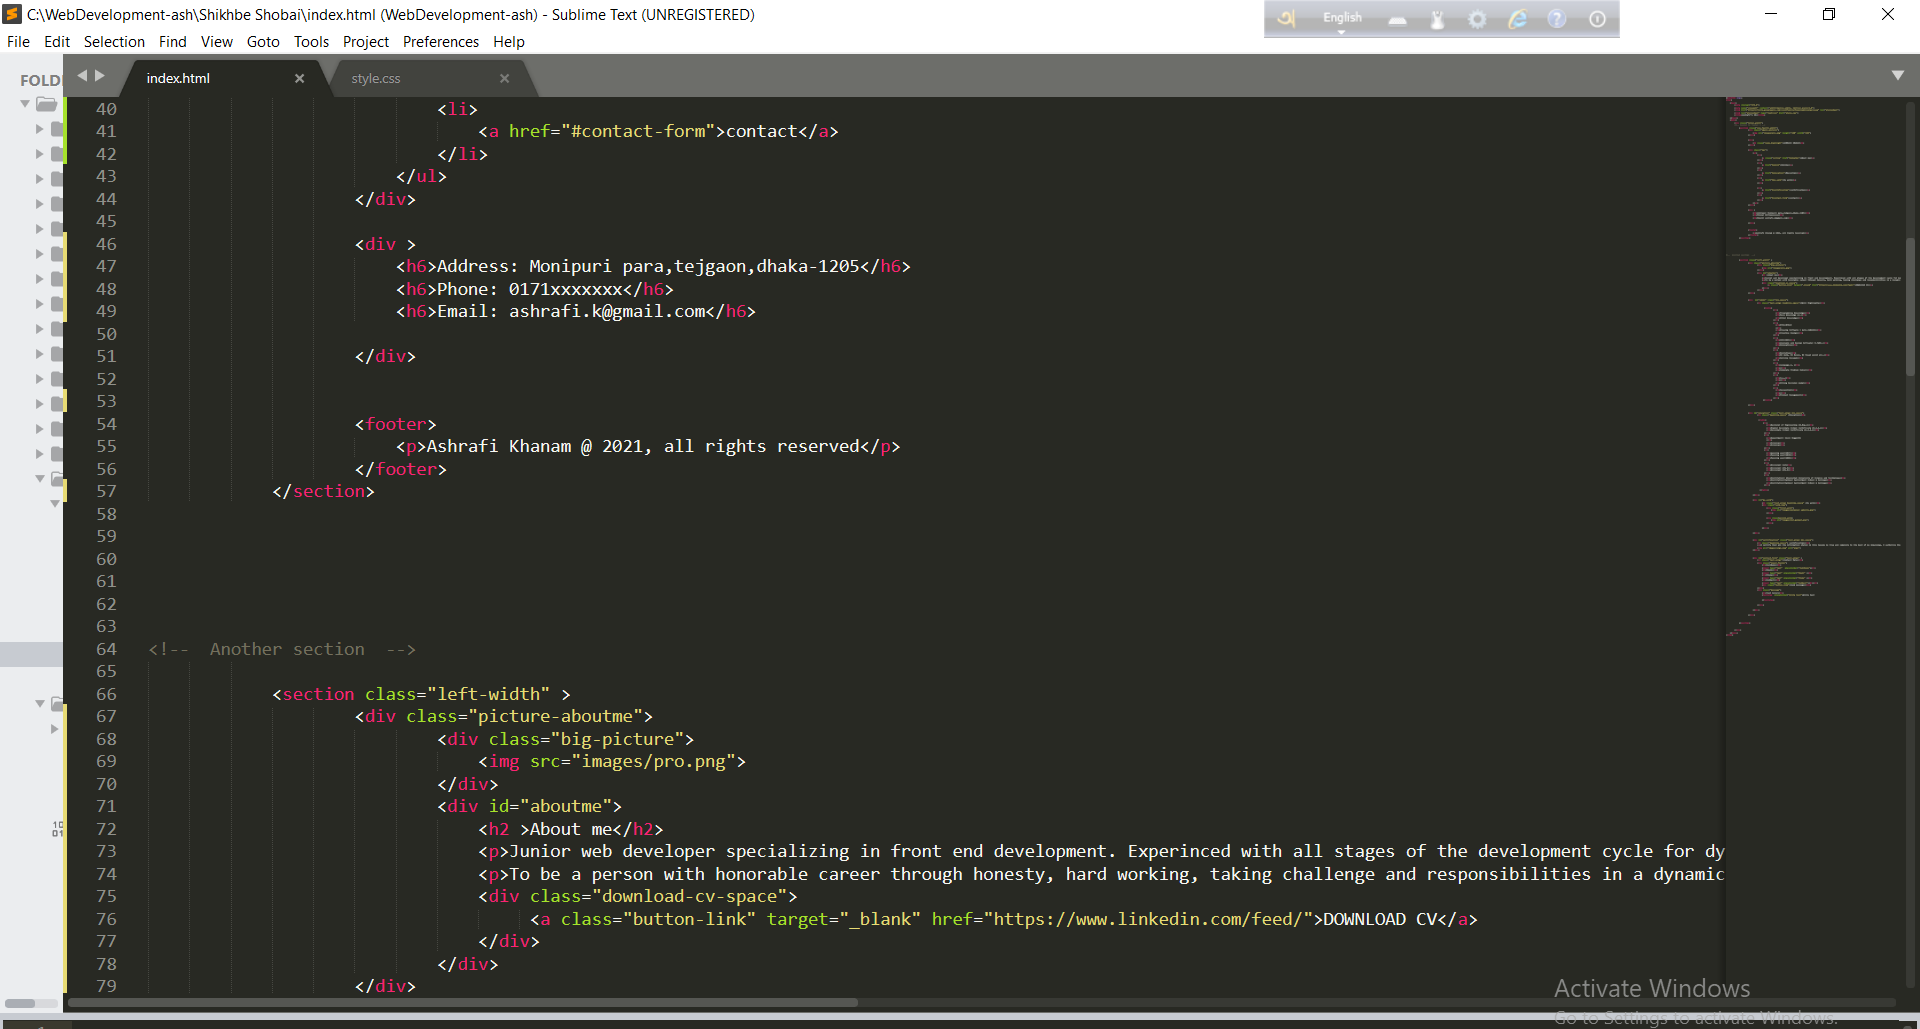 C:\WebDevelopment-ash\Shikhbe Shobai\index.html (WebDevelopment-ash) - Sublime Text (UNREGISTERED)
English
File Edit Selection Find View Goto Tools Project Preferences Help
FOLD
index.html
style.css
40 <li>
41 <a href="#contact-form">contact</a>
42 </li>
43 </ul>
44 </div>
45
46 <div >
47 <h6>Address: Monipuri para,tejgaon,dhaka-1205</h6>
48 <h6>Phone: 0171xxxxxxx</h6>
49 <h6>Email: ashrafi.k@gmail.com</h6>
50
51 </div>
52
53
54 <footer>
55 <p>Ashrafi Khanam @ 2021, all rights reserved</p>
56 </footer>
57 </section>
58
59
60
61
62
63
64 <!-- Another section -->
65
66 <section class="left-width" >
67 <div class="picture-aboutme">
68 <div class="big-picture">
69 <img src="images/pro.png">
70 </div>
71 <div id="aboutme">
72 <h2 >About me</h2>
73 <p>Junior web developer specializing in front end development. Experinced with all stages of the development cycle for dy
74 <p>To be a person with honorable career through honesty, hard working, taking challenge and responsibilities in a dynamic
75 <div class="download-cv-space">
76 <a class="button-link" target="_blank" href="https://www.linkedin.com/feed/">DOWNLOAD CV</a>
77 </div>
78 </div>
79 </div>
Activate Windows
Go to Settings to activate Windows.